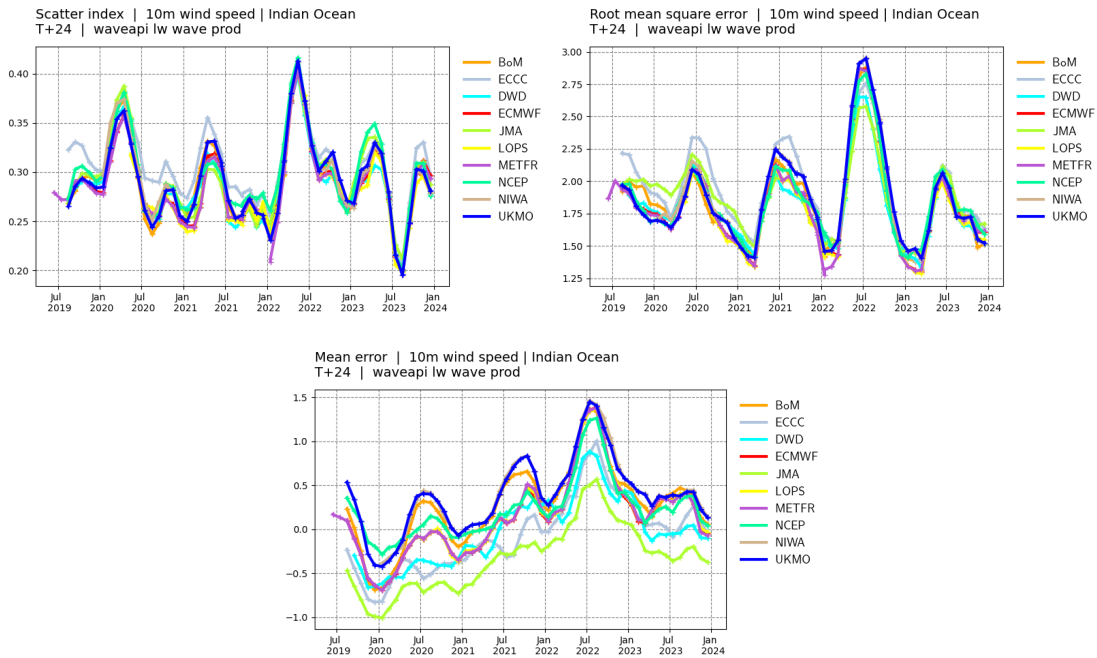 Scatter index | 10m wind speed | Indian Ocean
T+24 | waveapi lw wave prod
0.40
0.35
0.30
0.25
0.20
Jul
2019
Jan
2020
Jul
2020
Jan
2021
Jul
2021
Jan
2022
Jul
2022
Jan
2023
Jul
2023
Jan
2024
BoM
ECCC
DWD
ECMWF
JMA
LOPS
METFR
NCEP
NIWA
UKMO
Root mean square error | 10m wind speed | Indian Ocean
T+24 | waveapi lw wave prod
3.00
2.75
2.50
2.25
2.00
1.75
1.50
1.25
Jul
2019
Jan
2020
Jul
2020
Jan
2021
Jul
2021
Jan
2022
Jul
2022
Jan
2023
Jul
2023
Jan
2024
BoM
ECCC
DWD
ECMWF
JMA
LOPS
METFR
NCEP
NIWA
UKMO
Mean error | 10m wind speed | Indian Ocean
T+24 | waveapi lw wave prod
1.5
1.0
0.5
0.0
−0.5
−1.0
Jul
2019
Jan
2020
Jul
2020
Jan
2021
Jul
2021
Jan
2022
Jul
2022
Jan
2023
Jul
2023
Jan
2024
BoM
ECCC
DWD
ECMWF
JMA
LOPS
METFR
NCEP
NIWA
UKMO